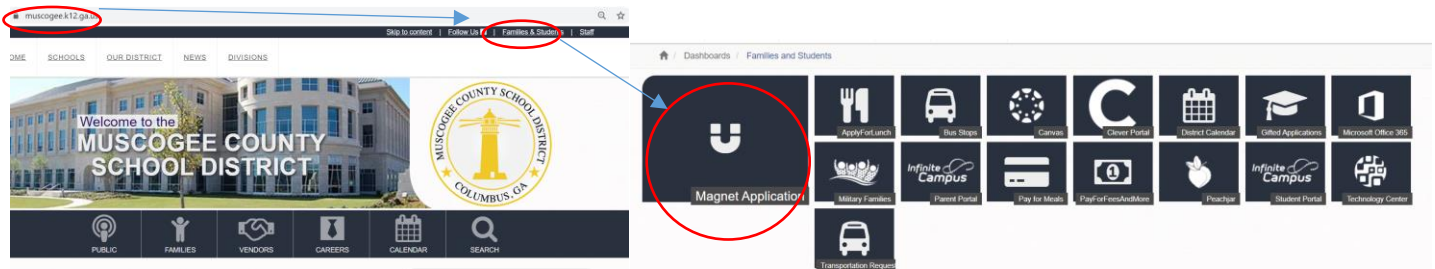 muscogee.k12.ga.us
Skip to content | Follow Us | Families & Students | Staff
OME SCHOOLS OUR DISTRICT NEWS DIVISIONS
Welcome to the
MUSCOGEE COUNTY
SCHOOL DISTRICT
MUSCOGEE COUNTY SCHOOL DISTRICT
COLUMBUS, GA
PUBLIC FAMILIES VENDORS CAREERS CALENDAR SEARCH
/ Dashboards / Families and Students
Magnet Application
ApplyForLunch Bus Stops Canvas Clever Portal District Calendar Gifted Applications Microsoft Office 365
Infinite Campus
Infinite Campus
Military Families Parent Portal Pay for Meals PayForFeesAndMore Peachjar Student Portal Technology Center
Transportation Reques